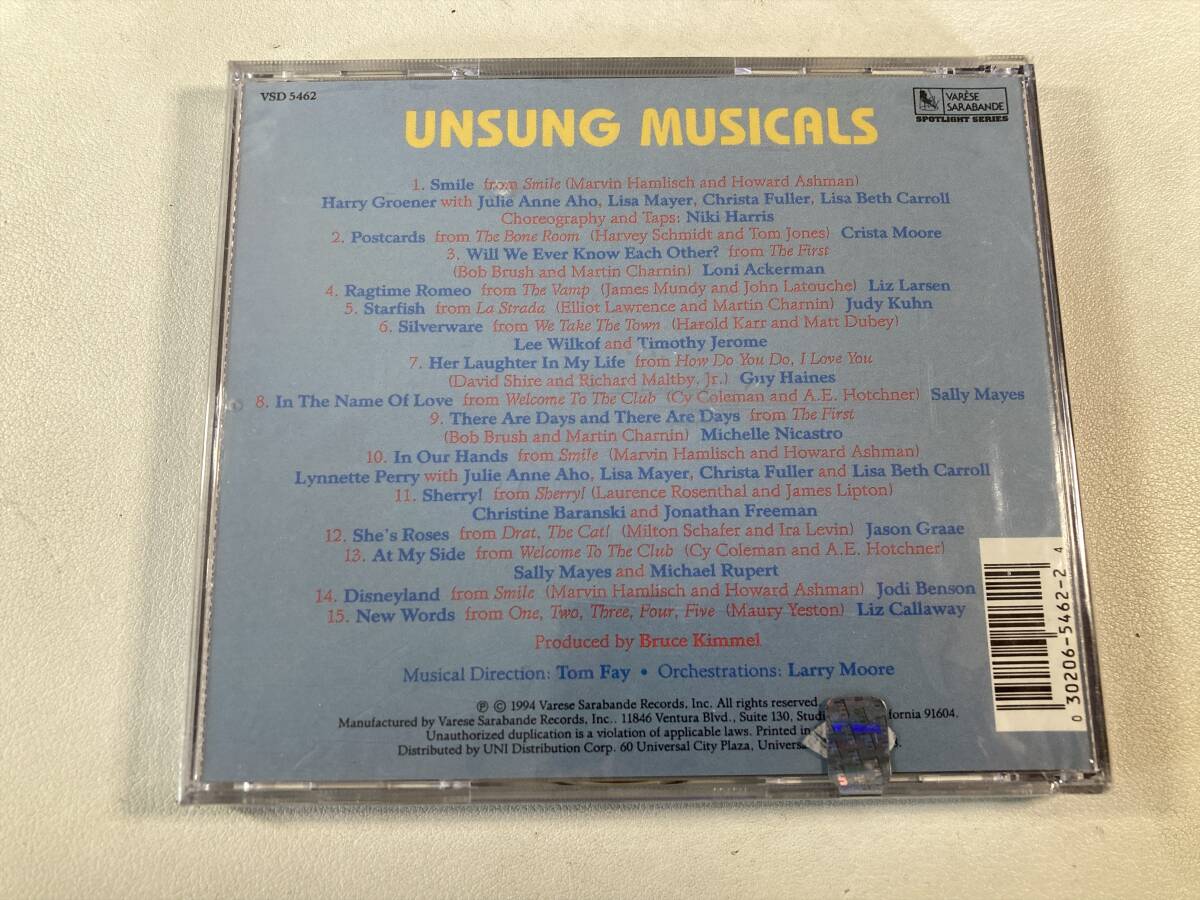 VSD 5462
VARÈSE
SARABANDE
SPOTLIGHT SERIES
UNSUNG MUSICALS
1. Smile from Smile (Marvin Hamlisch and Howard Ashman)
Harry Groener with Julie Anne Aho, Lisa Mayer, Christa Fuller, Lisa Beth Carroll
Choreography and Taps: Niki Harris
2. Postcards from The Bone Room (Harvey Schmidt and Tom Jones) Crista Moore
3. Will We Ever Know Each Other? from The First
(Bob Brush and Martin Charnin) Loni Ackerman
4. Ragtime Romeo from The Vamp (James Mundy and John Latouche) Liz Larsen
5. Starfish from La Strada (Elliot Lawrence and Martin Charnin) Judy Kuhn
6. Silverware from We Take The Town (Harold Karr and Matt Dubey)
Lee Wilkof and Timothy Jerome
7. Her Laughter In My Life from How Do You Do, I Love You
(David Shire and Richard Maltby, Jr.) Guy Haines
8. In The Name Of Love from Welcome To The Club (Cy Coleman and A.E. Hotchner) Sally Mayes
9. There Are Days and There Are Days from The First
(Bob Brush and Martin Charnin) Michelle Nicastro
10. In Our Hands from Smile (Marvin Hamlisch and Howard Ashman)
Lynnette Perry with Julie Anne Aho, Lisa Mayer, Christa Fuller and Lisa Beth Carroll
11. Sherry! from Sherry! (Laurence Rosenthal and James Lipton)
Christine Baranski and Jonathan Freeman
12. She's Roses from Drat, The Cat! (Milton Schafer and Ira Levin) Jason Graae
13. At My Side from Welcome To The Club (Cy Coleman and A.E. Hotchner)
Sally Mayes and Michael Rupert
14. Disneyland from Smile (Marvin Hamlisch and Howard Ashman) Jodi Benson
15. New Words from One, Two, Three, Four, Five (Maury Yeston) Liz Callaway
Produced by Bruce Kimmel
Musical Direction: Tom Fay • Orchestrations: Larry Moore
℗ © 1994 Varese Sarabande Records, Inc. All rights reserved
Manufactured by Varese Sarabande Records, Inc.. 11846 Ventura Blvd., Suite 130, 91604.
Unauthorized duplication is a violation of applicable laws. Printed in
Distributed by UNI Distribution Corp. 60 Universal City Plaza,
0 30206-5462-2 4